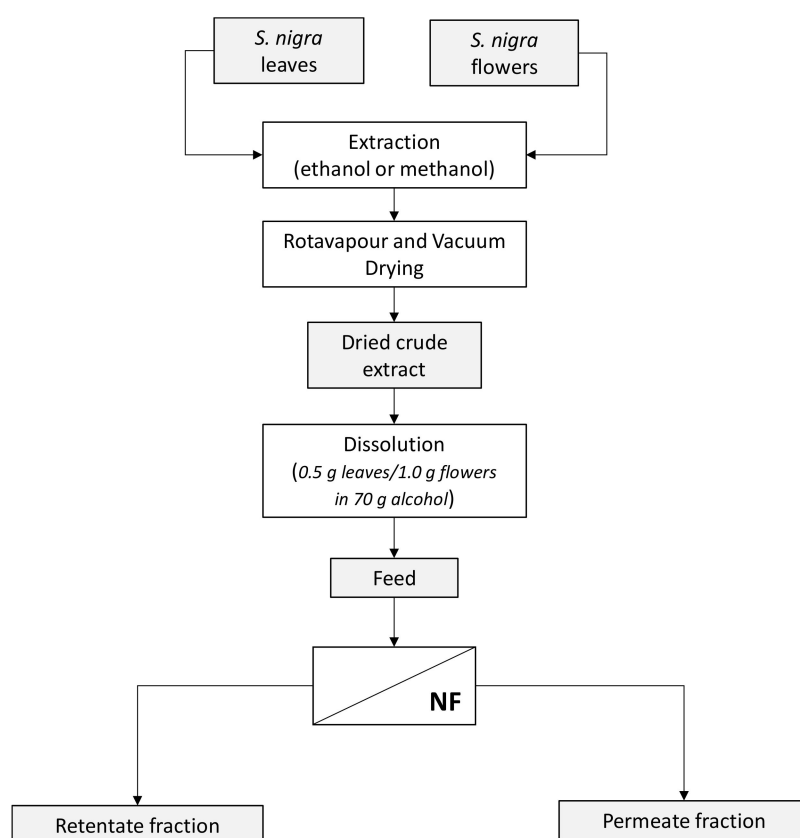 S. nigra
leaves
S. nigra
flowers
Extraction
(ethanol or methanol)
Rotavapour and Vacuum
Drying
Dried crude
extract
Dissolution
(0.5 g leaves/1.0 g flowers
in 70 g alcohol)
Feed
NF
Retentate fraction
Permeate fraction